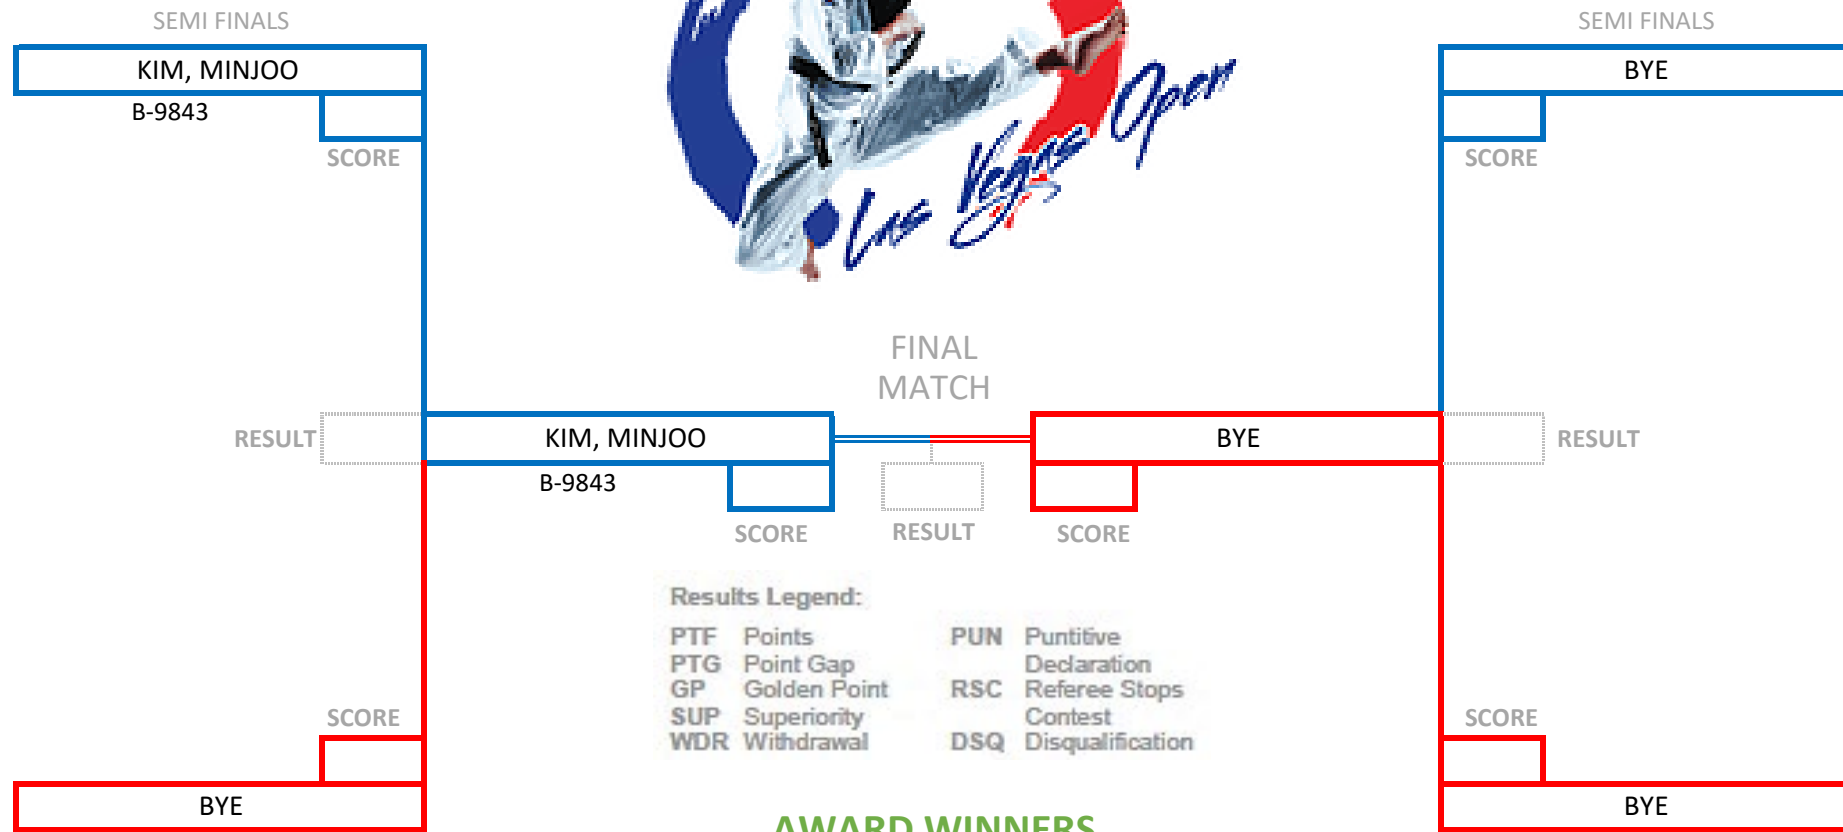 SEMI FINALS
SEMI FINALS
KIM, MINJOO
BYE
B-9843
SCORE
SCORE
Las Vegas Open
FINAL
MATCH
RESULT
KIM, MINJOO
BYE
RESULT
B-9843
SCORE
RESULT
SCORE
Results Legend:
PTF Points
PTG Point Gap
GP Golden Point
SUP Superiority
WDR Withdrawal
PUN Puntitive
Declaration
RSC Referee Stops
Contest
DSQ Disqualification
SCORE
SCORE
BYE
BYE
AWARD WINNERS